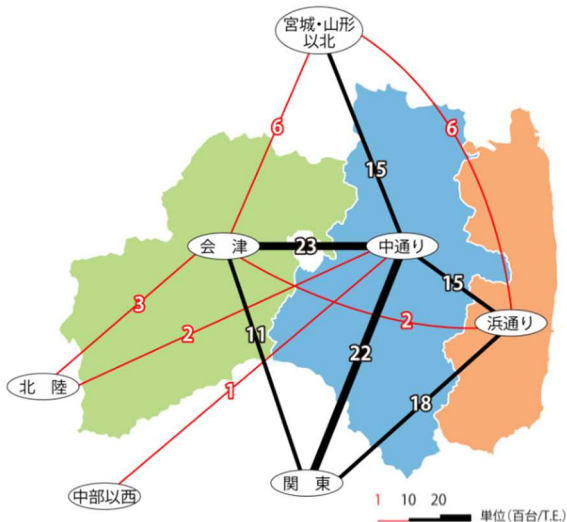 宮城・山形
以北
6
6
15
会 津
23
中通り
15
3
2
11
2
浜通り
22
1
北 陸
18
関 東
中部以西
1 10 20
単位(百台/T.E.)